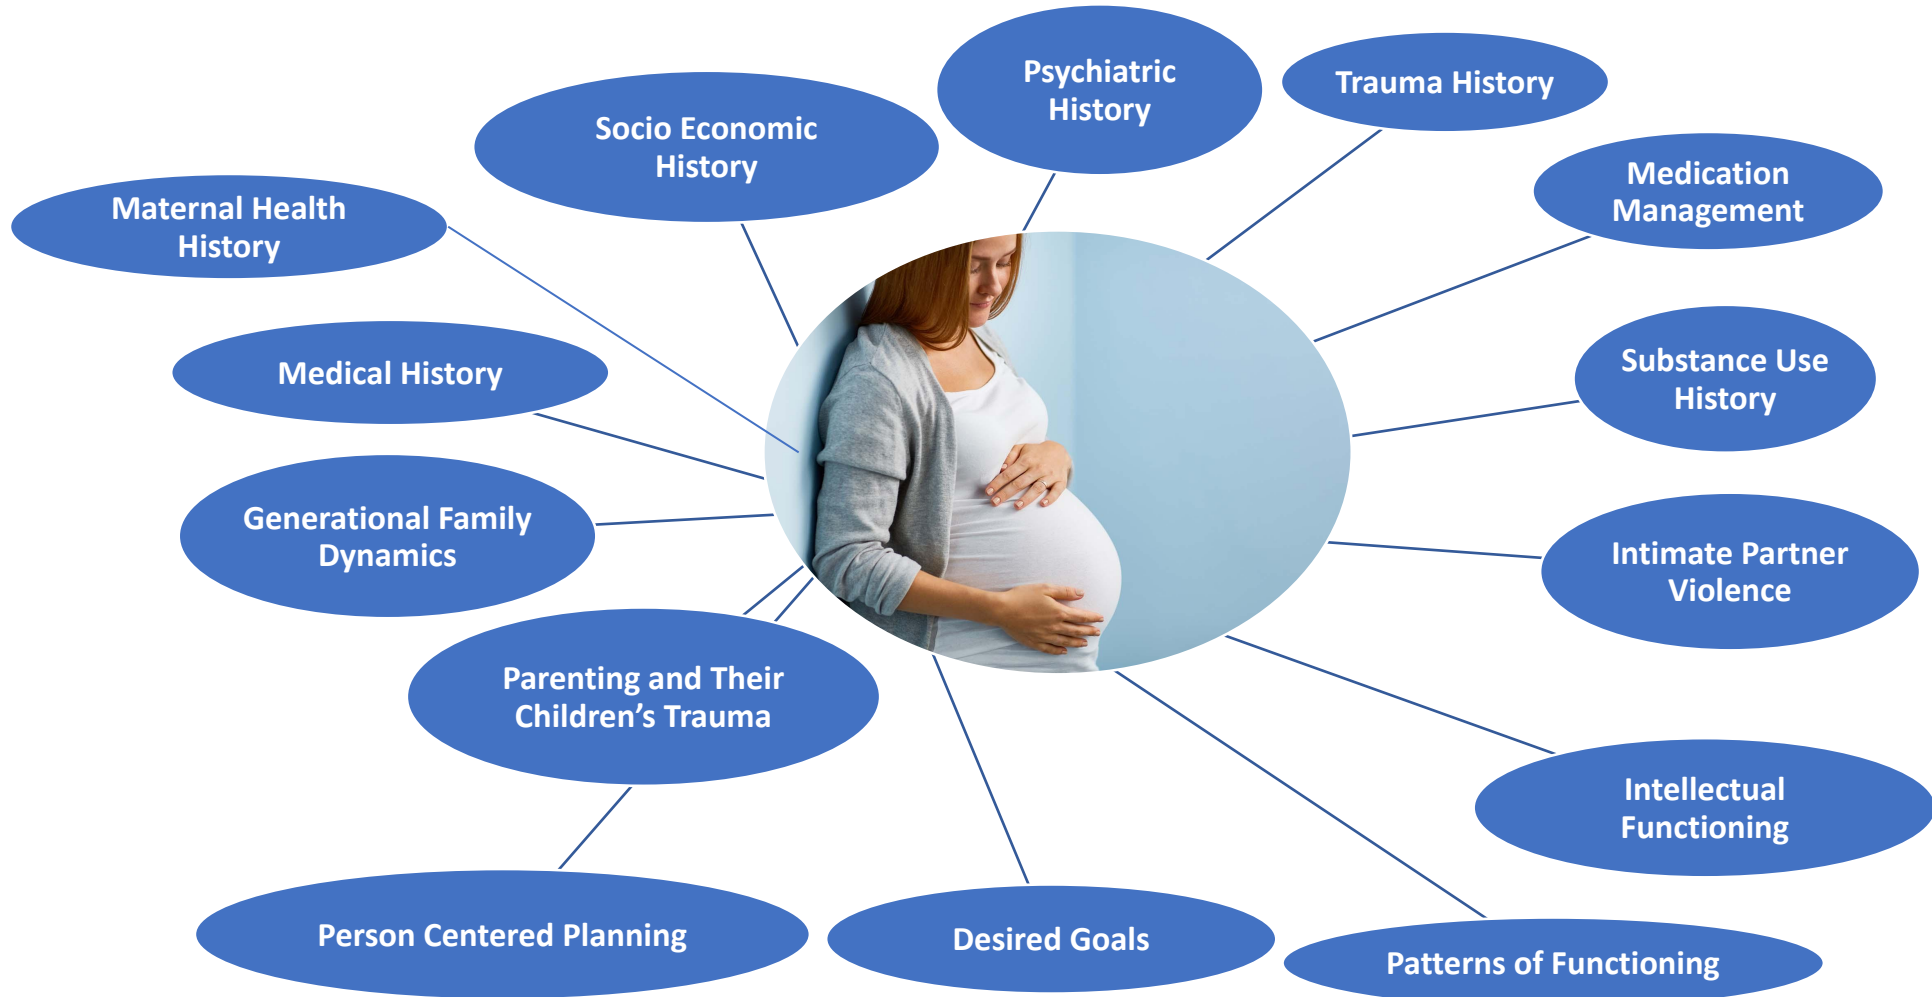 Psychiatric
History
Trauma History
Socio Economic
History
Medication
Management
Maternal Health
History
Medical History
Substance Use
History
Generational Family
Dynamics
Intimate Partner
Violence
Parenting and Their
Children’s Trauma
Intellectual
Functioning
Person Centered Planning
Desired Goals
Patterns of Functioning